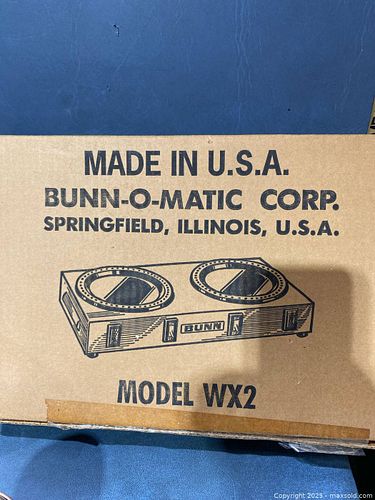 MADE IN U.S.A.
BUNN-O-MATIC CORP.
SPRINGFIELD, ILLINOIS, U.S.A.
BUNN
MODEL WX2
Copyright © 2023 - maxsold.com